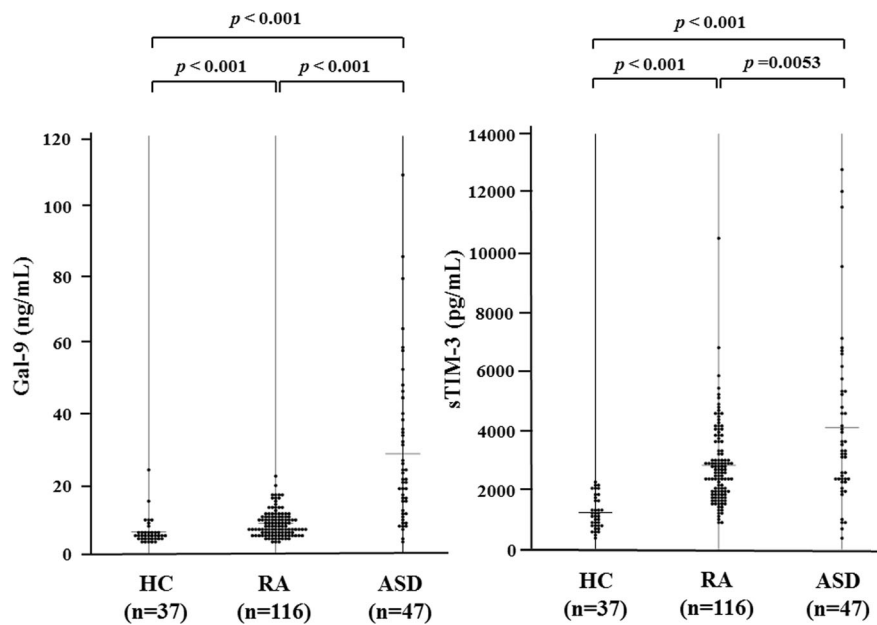 p < 0.001
p < 0.001 p < 0.001
120
100
80
60
40
20
0
Gal-9 (ng/mL)
HC RA ASD
(n=37) (n=116) (n=47)
p < 0.001
p < 0.001 p =0.0053
14000
12000
10000
8000
6000
4000
2000
0
sTIM-3 (pg/mL)
HC RA ASD
(n=37) (n=116) (n=47)